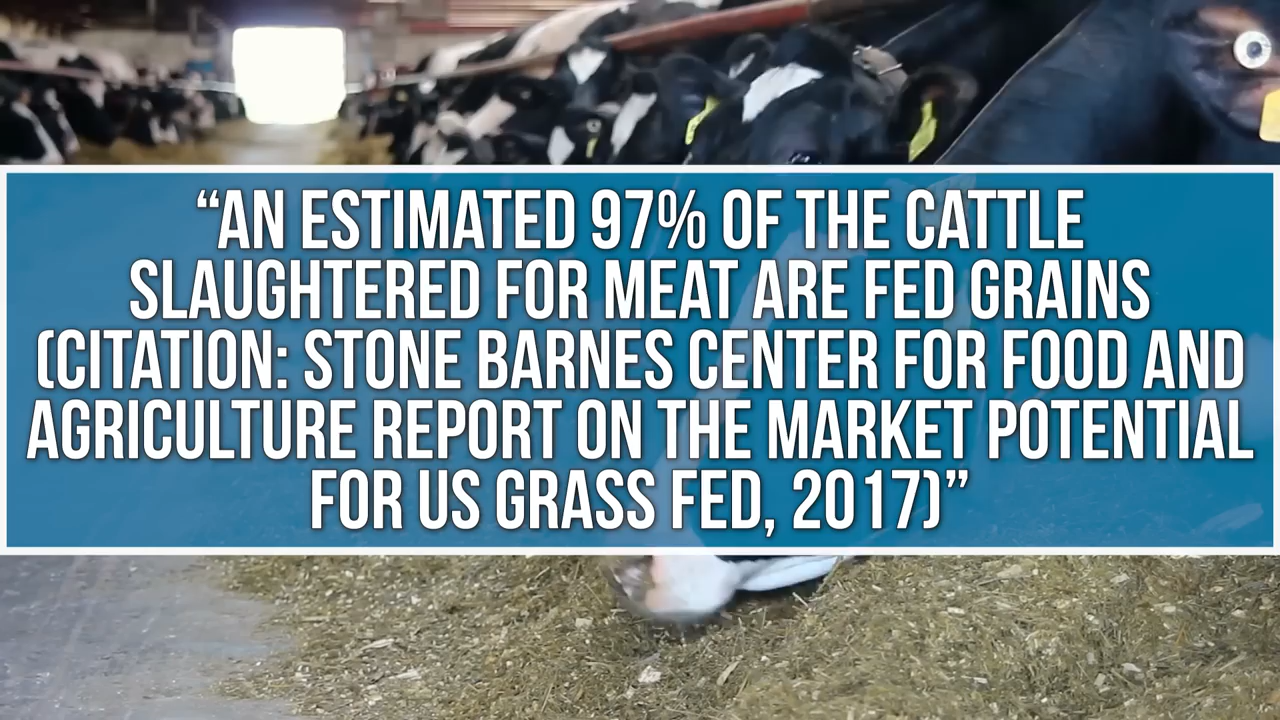 “AN ESTIMATED 97% OF THE CATTLE
SLAUGHTERED FOR MEAT ARE FED GRAINS
(CITATION: STONE BARNES CENTER FOR FOOD AND
AGRICULTURE REPORT ON THE MARKET POTENTIAL
FOR US GRASS FED, 2017)”